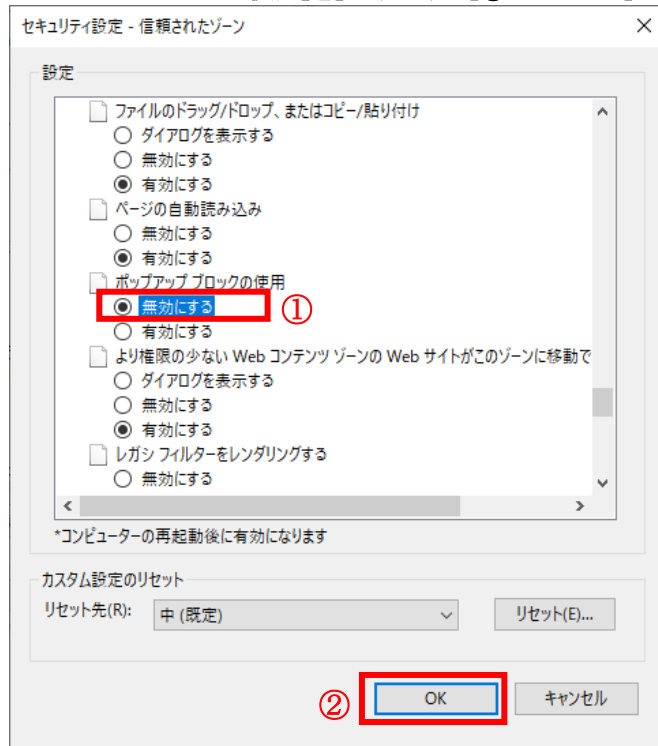 セキュリティ設定 - 信頼されたゾーン
設定
ファイルのドラッグ/ドロップ、またはコピー/貼り付け
ダイアログを表示する
無効にする
有効にする
ページの自動読み込み
無効にする
有効にする
ポップアップ ブロックの使用
無効にする ①
有効にする
より権限の少ない Web コンテンツ ゾーンの Web サイトがこのゾーンに移動で
ダイアログを表示する
無効にする
有効にする
レガシ フィルターをレンダリングする
無効にする
*コンピューターの再起動後に有効になります
カスタム設定のリセット
リセット先(R): 中 (既定) リセット(E)...
② OK キャンセル